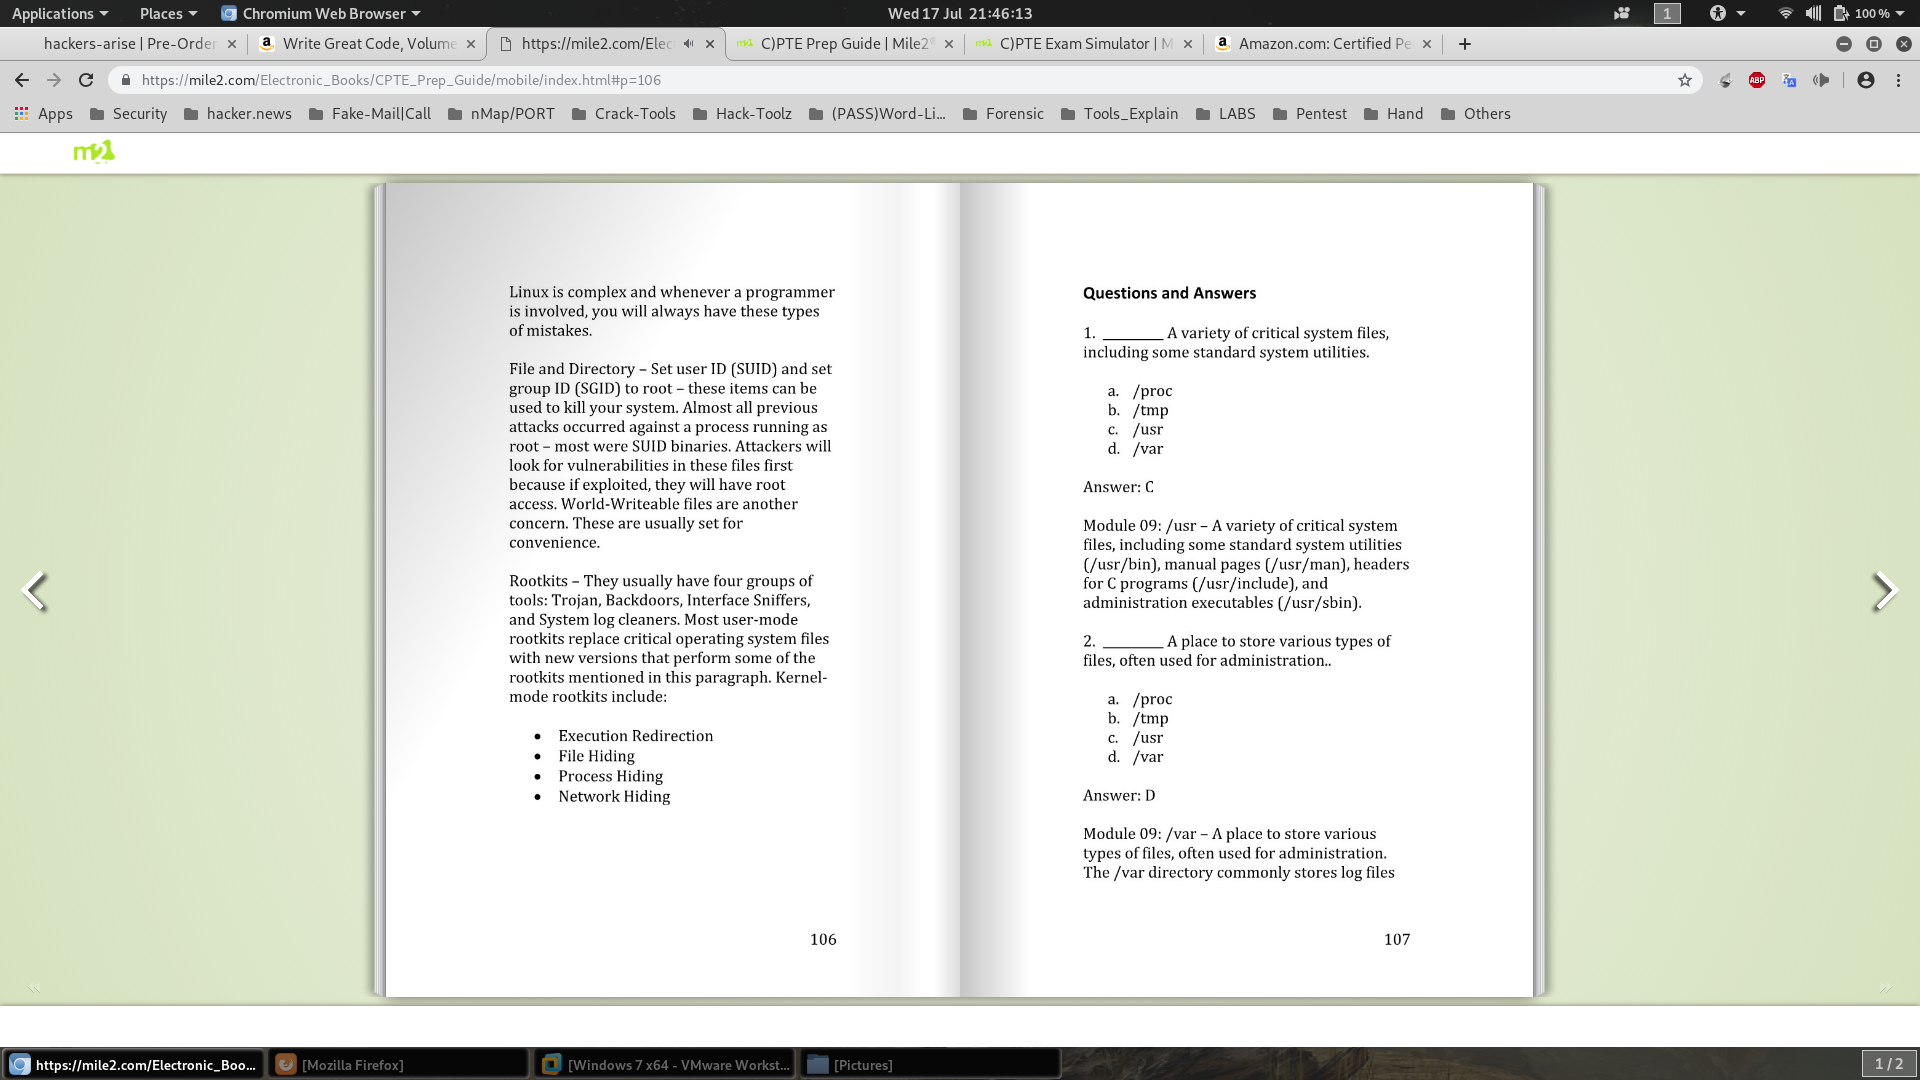 Applications
Places
Chromium Web Browser
Wed 17 Jul 21:46:13
1
100 %
hackers-arise | Pre-Order
Write Great Code, Volume
https://mile2.com/Elec
C)PTE Prep Guide | Mile2®
C)PTE Exam Simulator | M
Amazon.com: Certified Pe
https://mile2.com/Electronic_Books/CPTE_Prep_Guide/mobile/index.html#p=106
ABP
Apps
Security
hacker.news
Fake-Mail|Call
nMap/PORT
Crack-Tools
Hack-Toolz
(PASS)Word-Li...
Forensic
Tools_Explain
LABS
Pentest
Hand
Others
m2
Linux is complex and whenever a programmer
is involved, you will always have these types
of mistakes.
File and Directory – Set user ID (SUID) and set
group ID (SGID) to root – these items can be
used to kill your system. Almost all previous
attacks occurred against a process running as
root – most were SUID binaries. Attackers will
look for vulnerabilities in these files first
because if exploited, they will have root
access. World-Writeable files are another
concern. These are usually set for
convenience.
Rootkits – They usually have four groups of
tools: Trojan, Backdoors, Interface Sniffers,
and System log cleaners. Most user-mode
rootkits replace critical operating system files
with new versions that perform some of the
rootkits mentioned in this paragraph. Kernel-
mode rootkits include:
• Execution Redirection
• File Hiding
• Process Hiding
• Network Hiding
106
Questions and Answers
1. ________ A variety of critical system files,
including some standard system utilities.
a. /proc
b. /tmp
c. /usr
d. /var
Answer: C
Module 09: /usr – A variety of critical system
files, including some standard system utilities
(/usr/bin), manual pages (/usr/man), headers
for C programs (/usr/include), and
administration executables (/usr/sbin).
2. ________ A place to store various types of
files, often used for administration..
a. /proc
b. /tmp
c. /usr
d. /var
Answer: D
Module 09: /var – A place to store various
types of files, often used for administration.
The /var directory commonly stores log files
107
https://mile2.com/Electronic_Boo...
[Mozilla Firefox]
[Windows 7 x64 - VMware Workst...
[Pictures]
1 / 2